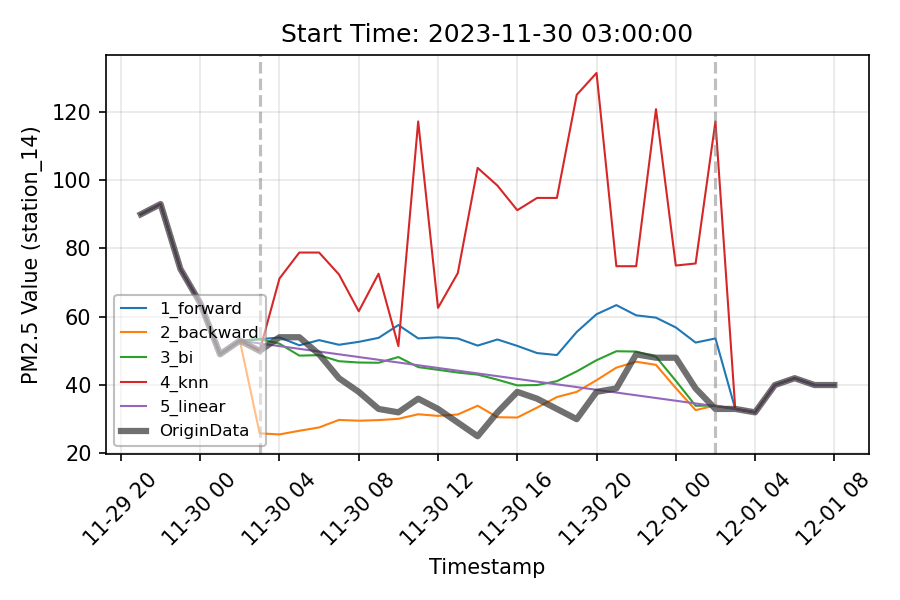 Start Time: 2023-11-30 03:00:00
PM2.5 Value (station_14)
120
100
80
60
40
20
1_forward
2_backward
3_bi
4_knn
5_linear
OriginData
11-29 20
11-30 00
11-30 04
11-30 08
11-30 12
11-30 16
11-30 20
12-01 00
12-01 04
12-01 08
Timestamp